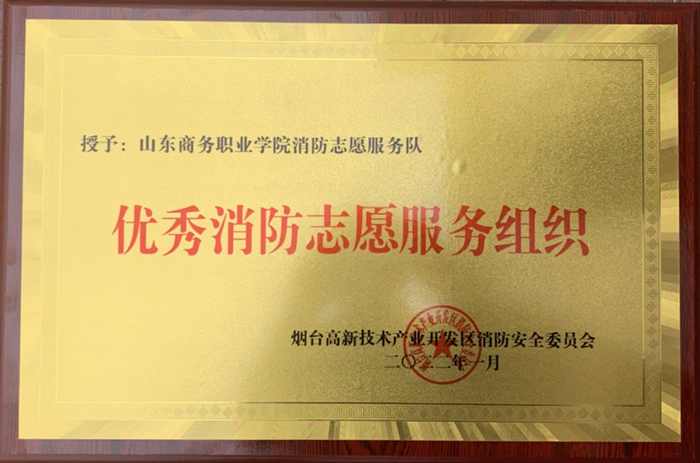 授予：山东商务职业学院消防志愿服务队
优秀消防志愿服务组织
烟台高新技术产业开发区消防安全委员会
二〇二二年一月